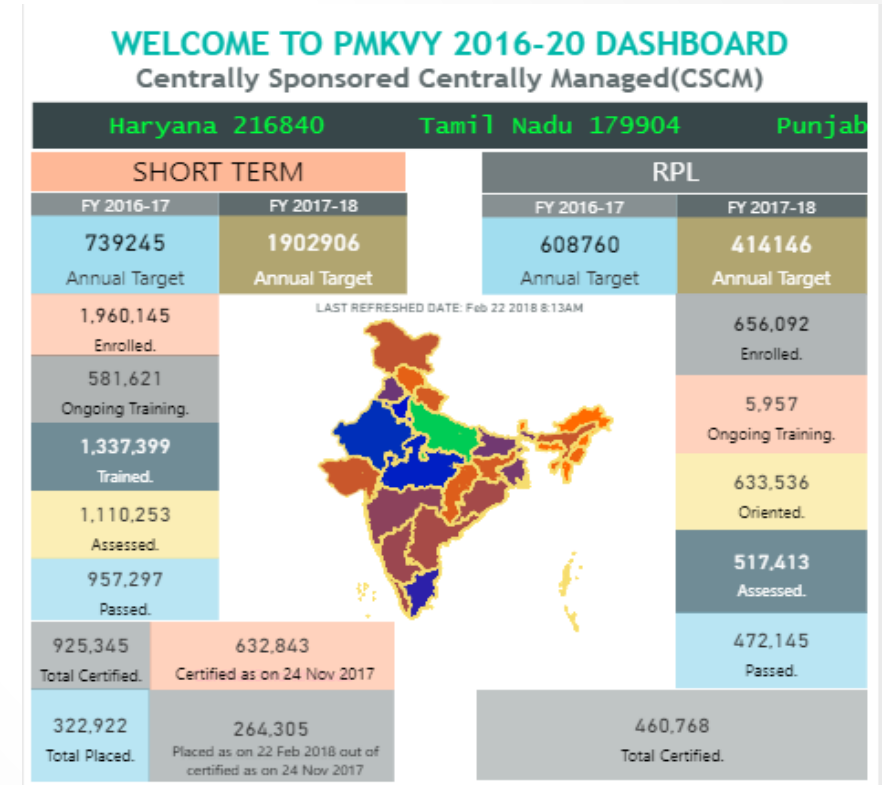 WELCOME TO PMKVY 2016-20 DASHBOARD
Centrally Sponsored Centrally Managed(CSCM)
Haryana 216840 Tamil Nadu 179904 Punjab
SHORT TERM
FY 2016-17 FY 2017-18
739245 1902906
Annual Target Annual Target
RPL
FY 2016-17 FY 2017-18
608760 414146
Annual Target Annual Target
LAST REFRESHED DATE: Feb 22 2018 8:13AM
1,960,145
Enrolled.
581,621
Ongoing Training.
1,337,399
Trained.
1,110,253
Assessed.
957,297
Passed.
925,345
Total Certified.
632,843
Certified as on 24 Nov 2017
322,922
Total Placed.
264,305
Placed as on 22 Feb 2018 out of
certified as on 24 Nov 2017
656,092
Enrolled.
5,957
Ongoing Training.
633,536
Oriented.
517,413
Assessed.
472,145
Passed.
460,768
Total Certified.